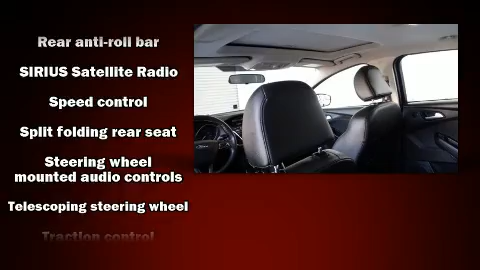 Rear anti-roll bar
SIRIUS Satellite Radio
Speed control
Split folding rear seat
Steering wheel
mounted audio controls
Telescoping steering wheel
Traction control